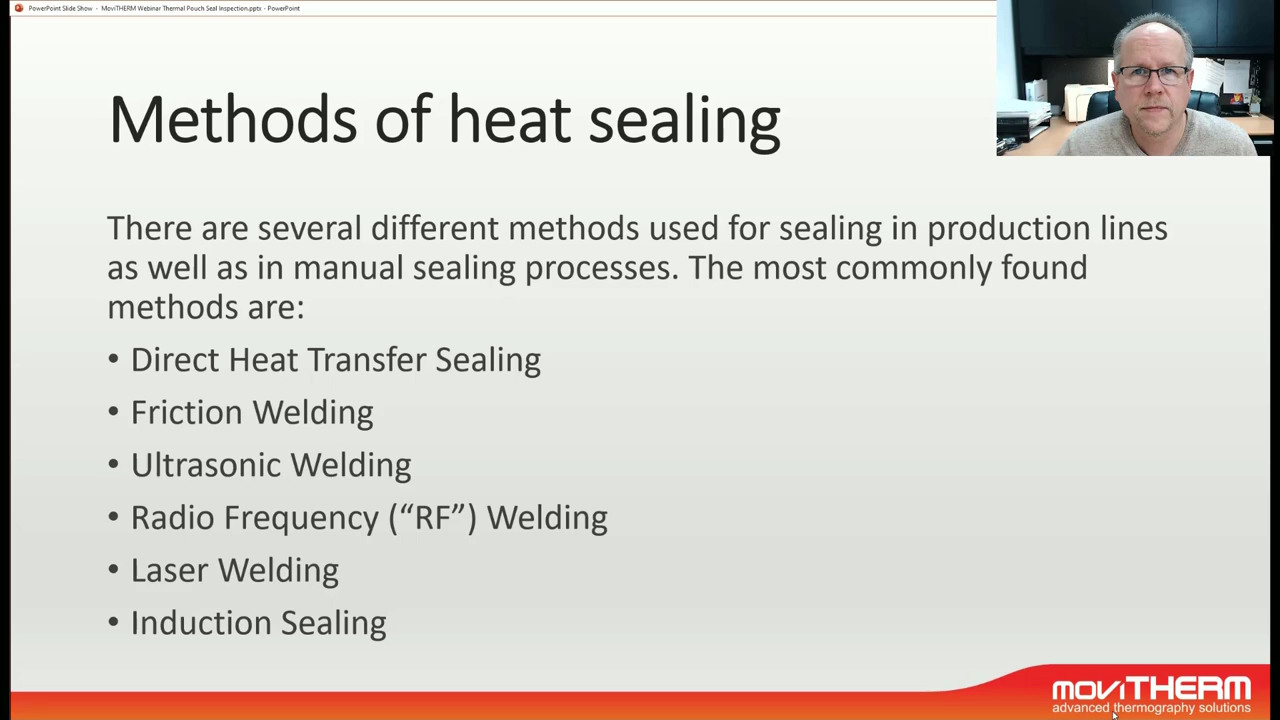 PowerPoint Slide Show - MoviTHERM Webinar Thermal Pouch Seal Inspection.pptx - PowerPoint
Methods of heat sealing
There are several different methods used for sealing in production lines
as well as in manual sealing processes. The most commonly found
methods are:
• Direct Heat Transfer Sealing
• Friction Welding
• Ultrasonic Welding
• Radio Frequency (“RF”) Welding
• Laser Welding
• Induction Sealing
moviTHERM
advanced thermography solutions